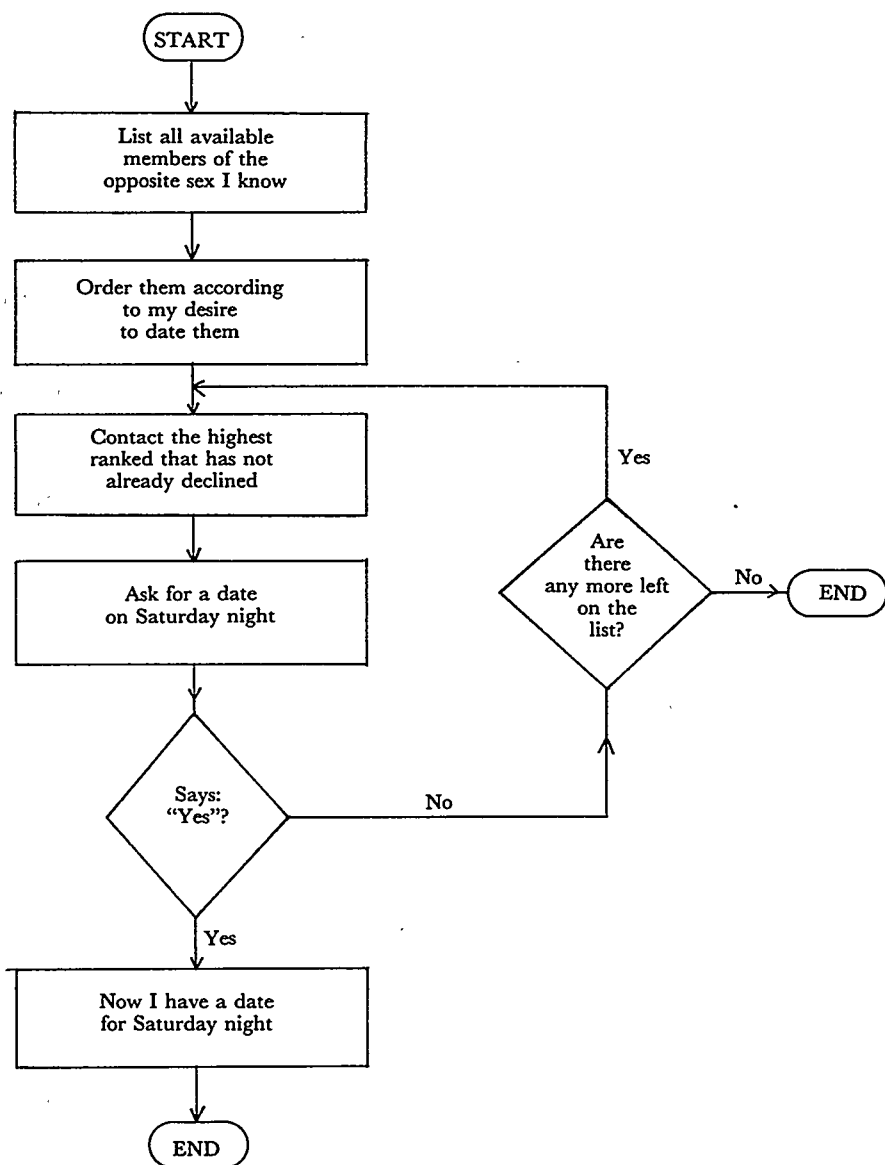 START
List all available
members of the
opposite sex I know
Order them according
to my desire
to date them
Contact the highest
ranked that has not
already declined
Ask for a date
on Saturday night
Says:
“Yes”?
No
Yes
Now I have a date
for Saturday night
END
Are
there
any more left
on the
list?
Yes
No
END